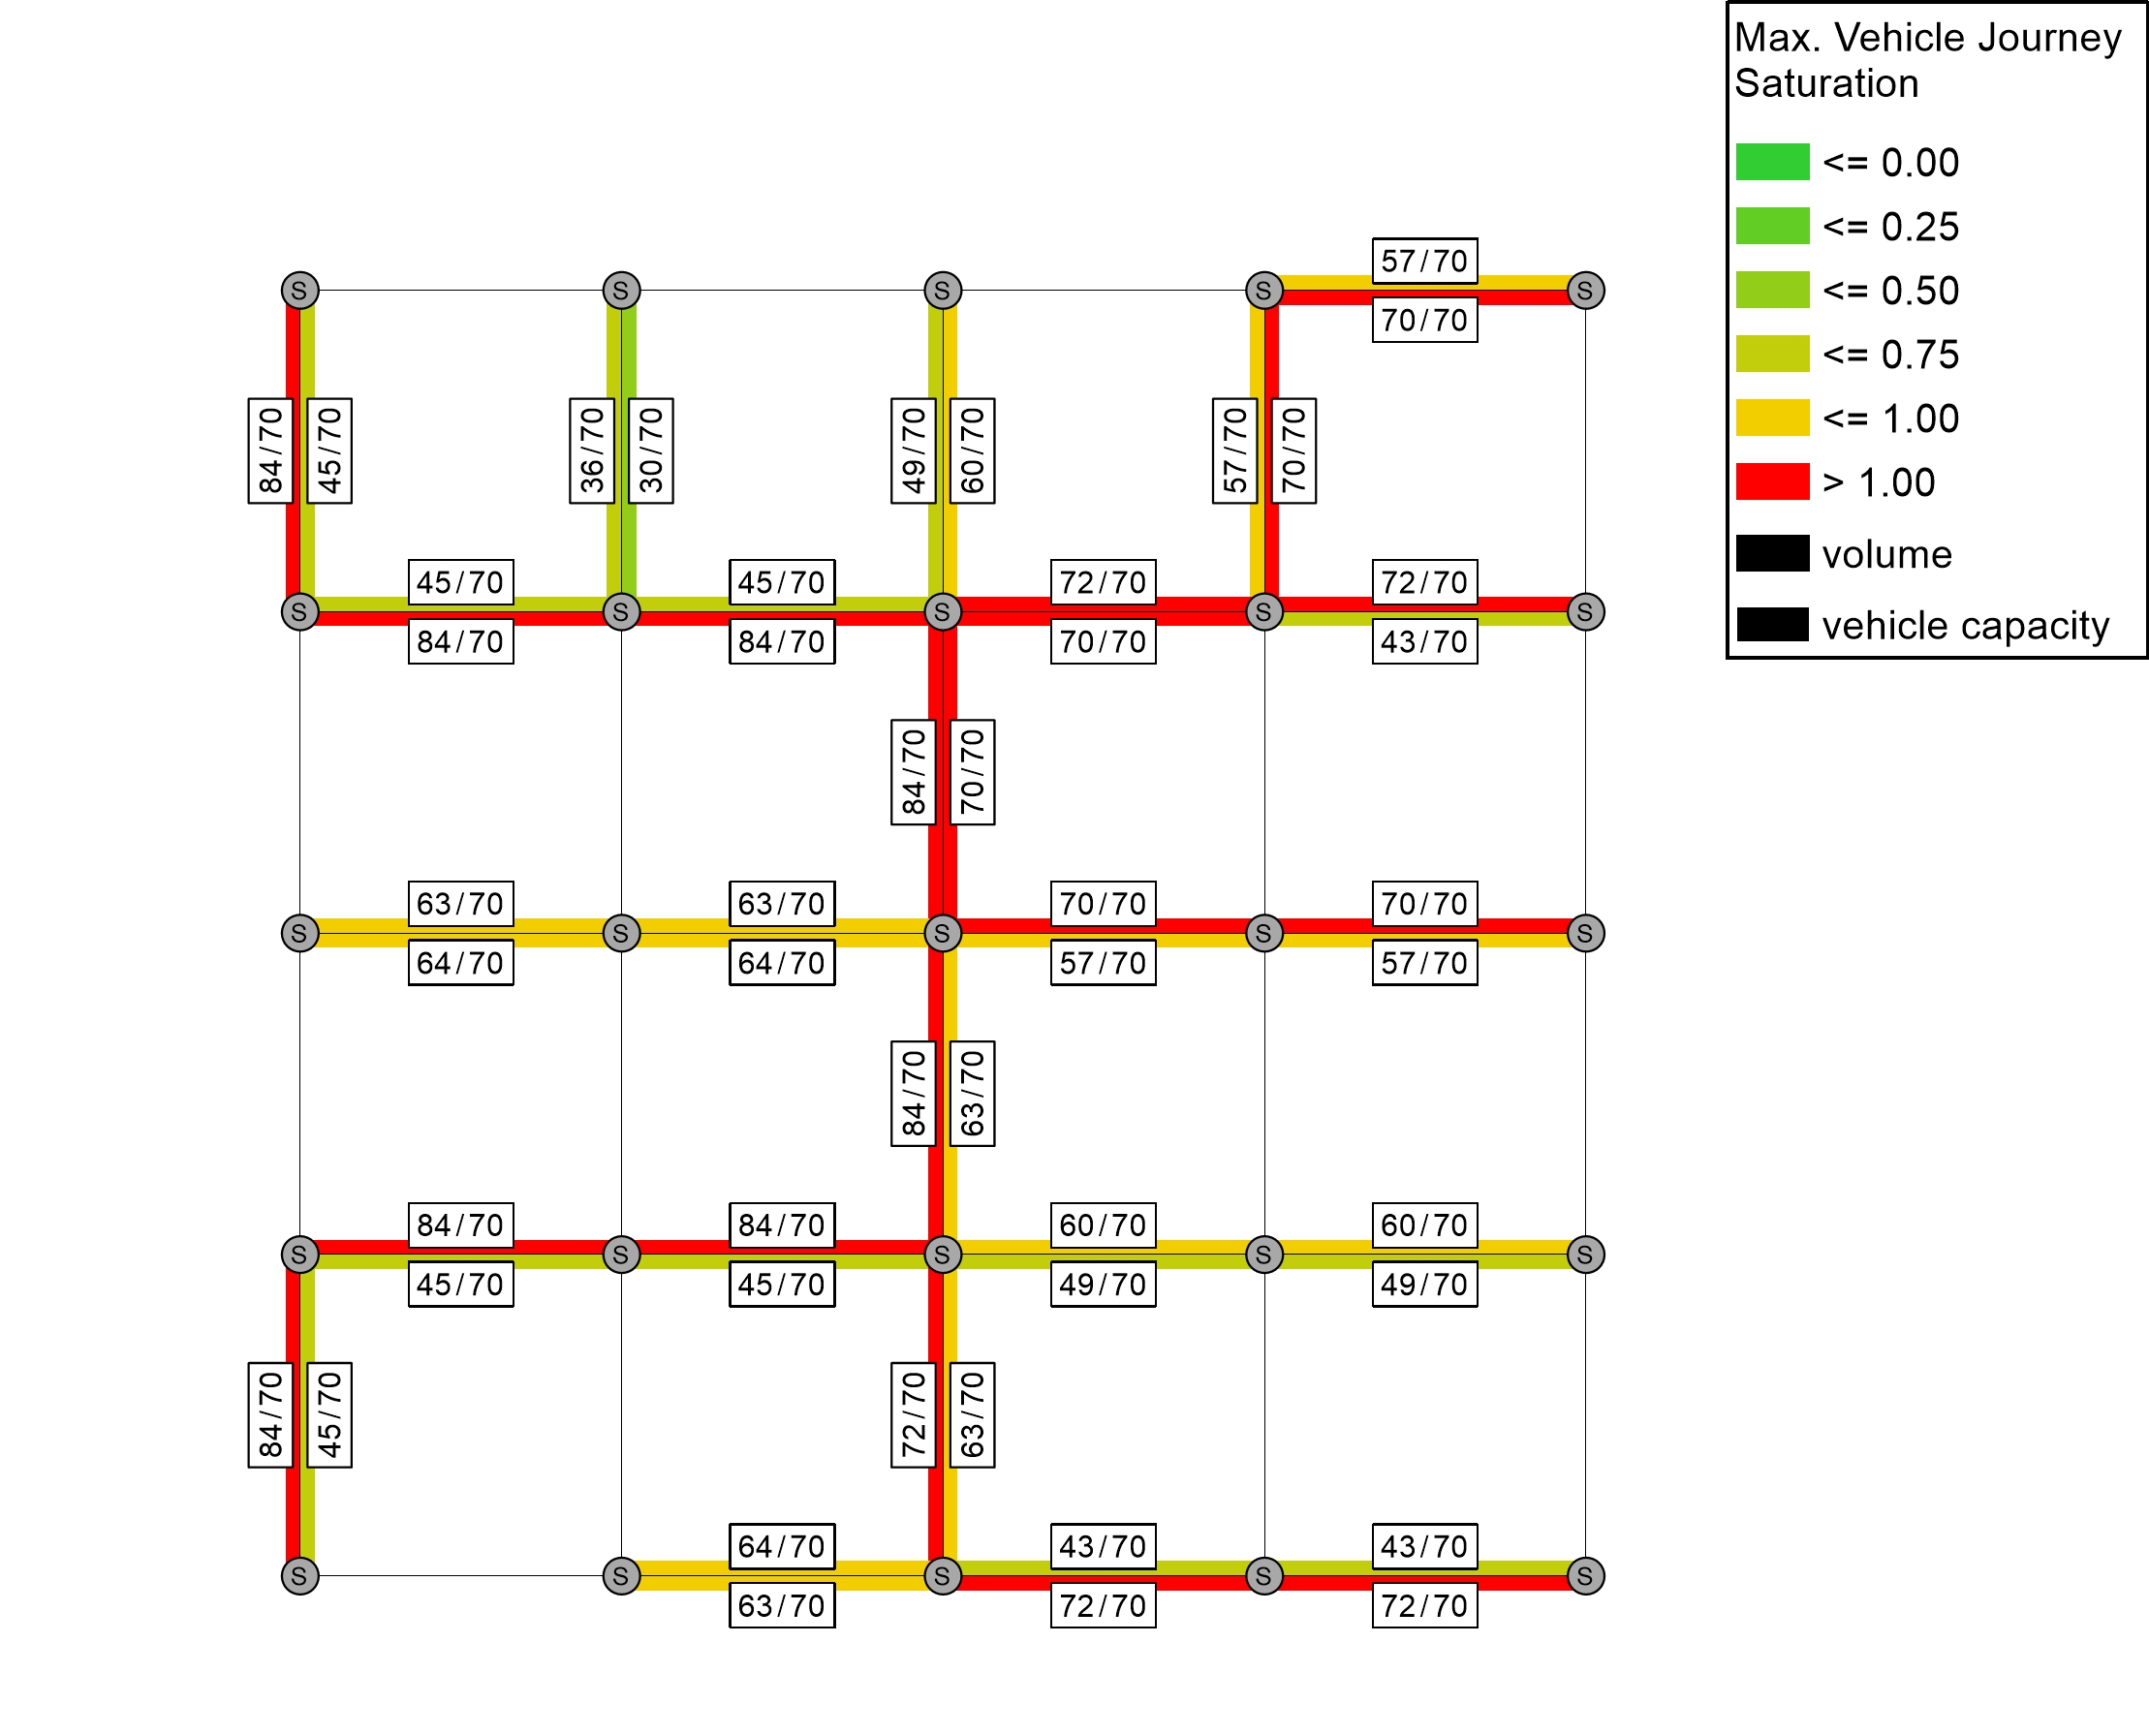 Max. Vehicle Journey
Saturation
<= 0.00
<= 0.25
<= 0.50
<= 0.75
<= 1.00
> 1.00
volume
vehicle capacity
57/70
S S S S S
70/70
84/70 45/70 36/70 30/70 49/70 60/70 57/70 70/70
45/70 45/70 72/70 72/70
S S S S S
84/70 84/70 70/70 43/70
84/70 70/70
63/70 63/70 70/70 70/70
S S S S S
64/70 64/70 57/70 57/70
84/70 63/70
84/70 84/70 60/70 60/70
S S S S S
45/70 45/70 49/70 49/70
84/70 45/70 72/70 63/70
64/70 43/70 43/70
S S S S S
63/70 72/70 72/70